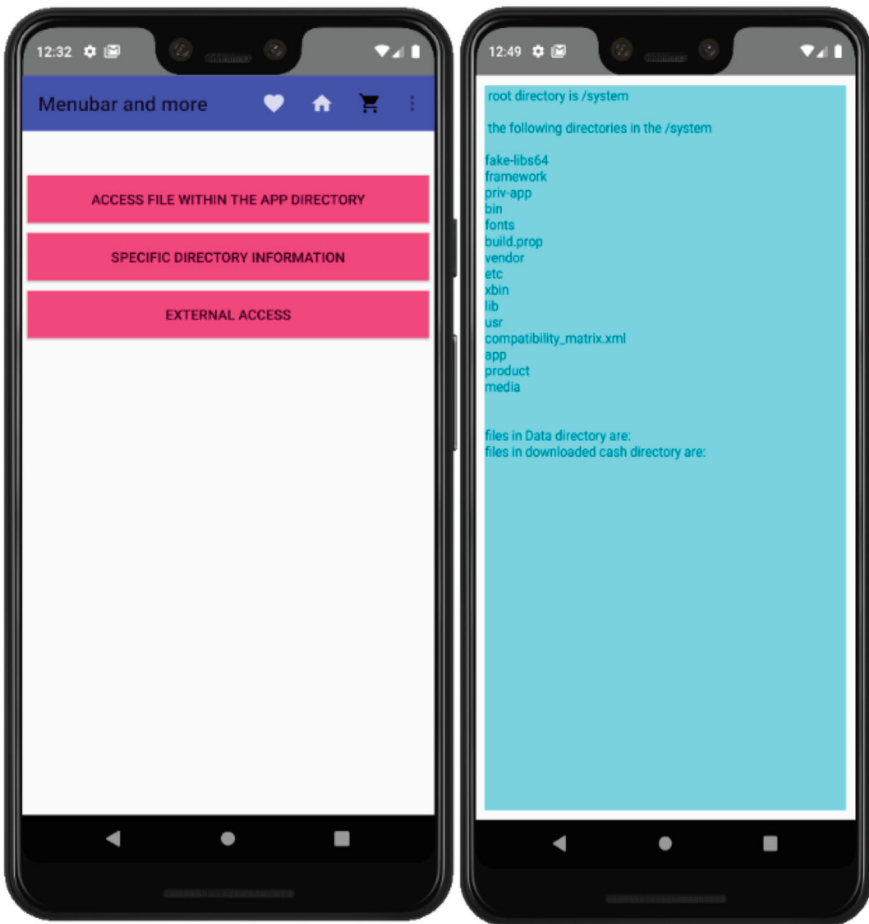 12:32
Menubar and more
ACCESS FILE WITHIN THE APP DIRECTORY
SPECIFIC DIRECTORY INFORMATION
EXTERNAL ACCESS
12:49
root directory is /system
the following directories in the /system
fake-libs64
framework
priv-app
bin
fonts
build.prop
vendor
etc
xbin
lib
usr
compatibility_matrix.xml
app
product
media
files in Data directory are:
files in downloaded cash directory are: